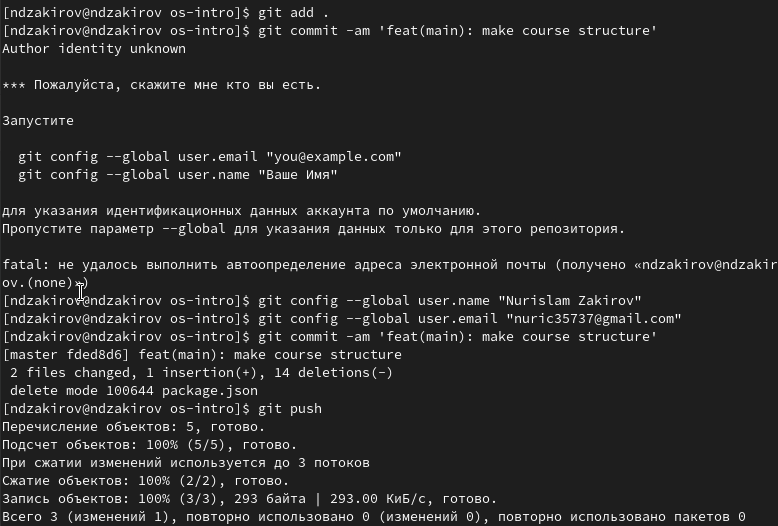 [ndzakirov@ndzakirov os-intro]$ git add .
[ndzakirov@ndzakirov os-intro]$ git commit -am 'feat(main): make course structure'
Author identity unknown
*** Пожалуйста, скажите мне кто вы есть.
Запустите
git config --global user.email "you@example.com"
git config --global user.name "Ваше Имя"
для указания идентификационных данных аккаунта по умолчанию.
Пропустите параметр --global для указания данных только для этого репозитория.
fatal: не удалось выполнить автоопределение адреса электронной почты (получено «ndzakirov@ndzakir
ov.(none)»)
[ndzakirov@ndzakirov os-intro]$ git config --global user.name "Nurislam Zakirov"
[ndzakirov@ndzakirov os-intro]$ git config --global user.email "nuric35737@gmail.com"
[ndzakirov@ndzakirov os-intro]$ git commit -am 'feat(main): make course structure'
[master fded8d6] feat(main): make course structure
2 files changed, 1 insertion(+), 14 deletions(-)
delete mode 100644 package.json
[ndzakirov@ndzakirov os-intro]$ git push
Перечисление объектов: 5, готово.
Подсчет объектов: 100% (5/5), готово.
При сжатии изменений используется до 3 потоков
Сжатие объектов: 100% (2/2), готово.
Запись объектов: 100% (3/3), 293 байта | 293.00 КиБ/с, готово.
Всего 3 (изменений 1), повторно использовано 0 (изменений 0), повторно использовано пакетов 0